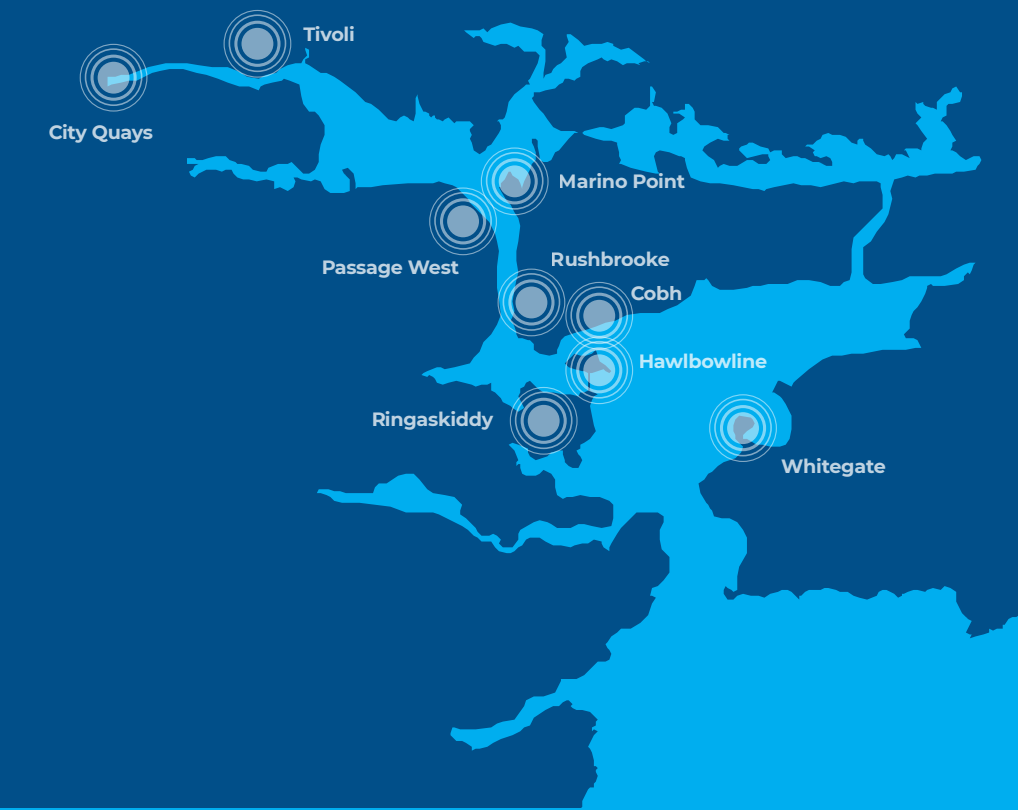 Tivoli
City Quays
Marino Point
Passage West
Rushbrooke
Cobh
Hawlbowline
Ringaskiddy
Whitegate